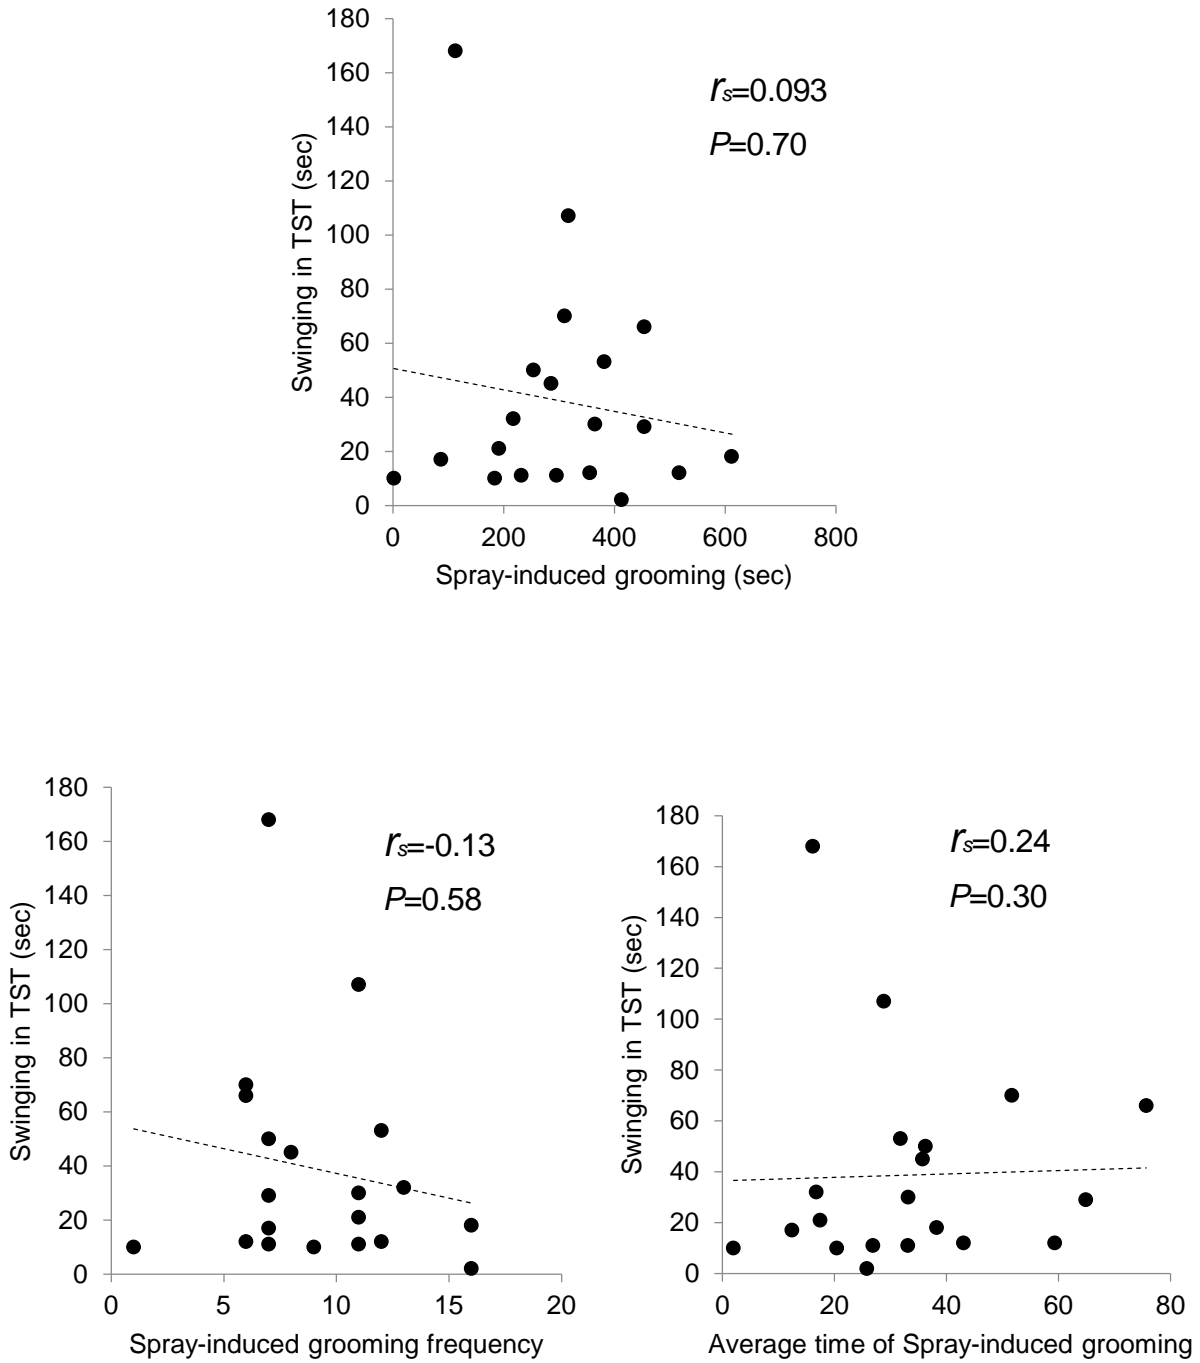 180
160
140
120
100
80
60
40
20
0
Swinging in TST (sec)
rs=0.093
P=0.70
0 200 400 600 800
Spray-induced grooming (sec)
180
160
140
120
100
80
60
40
20
0
Swinging in TST (sec)
rs=-0.13
P=0.58
0 5 10 15 20
Spray-induced grooming frequency
180
160
140
120
100
80
60
40
20
0
Swinging in TST (sec)
rs=0.24
P=0.30
0 20 40 60 80
Average time of Spray-induced grooming